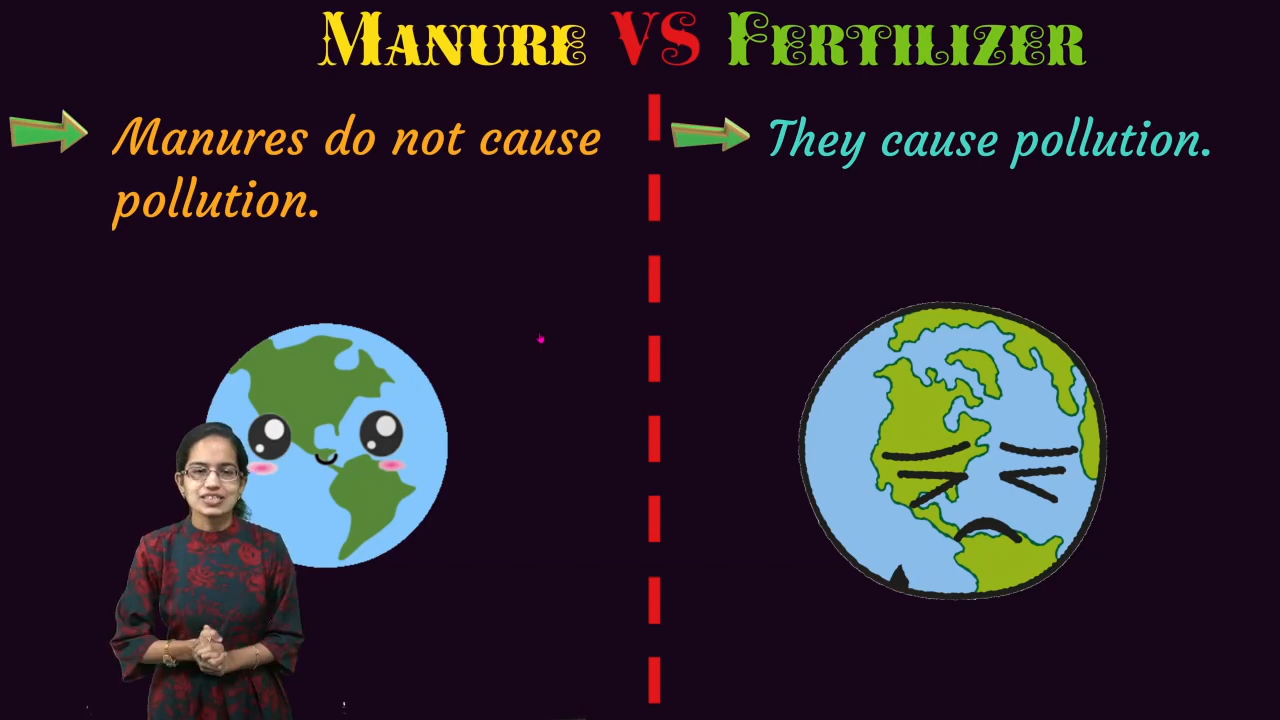 Manure VS Fertilizer
Manures do not cause
pollution.
They cause pollution.